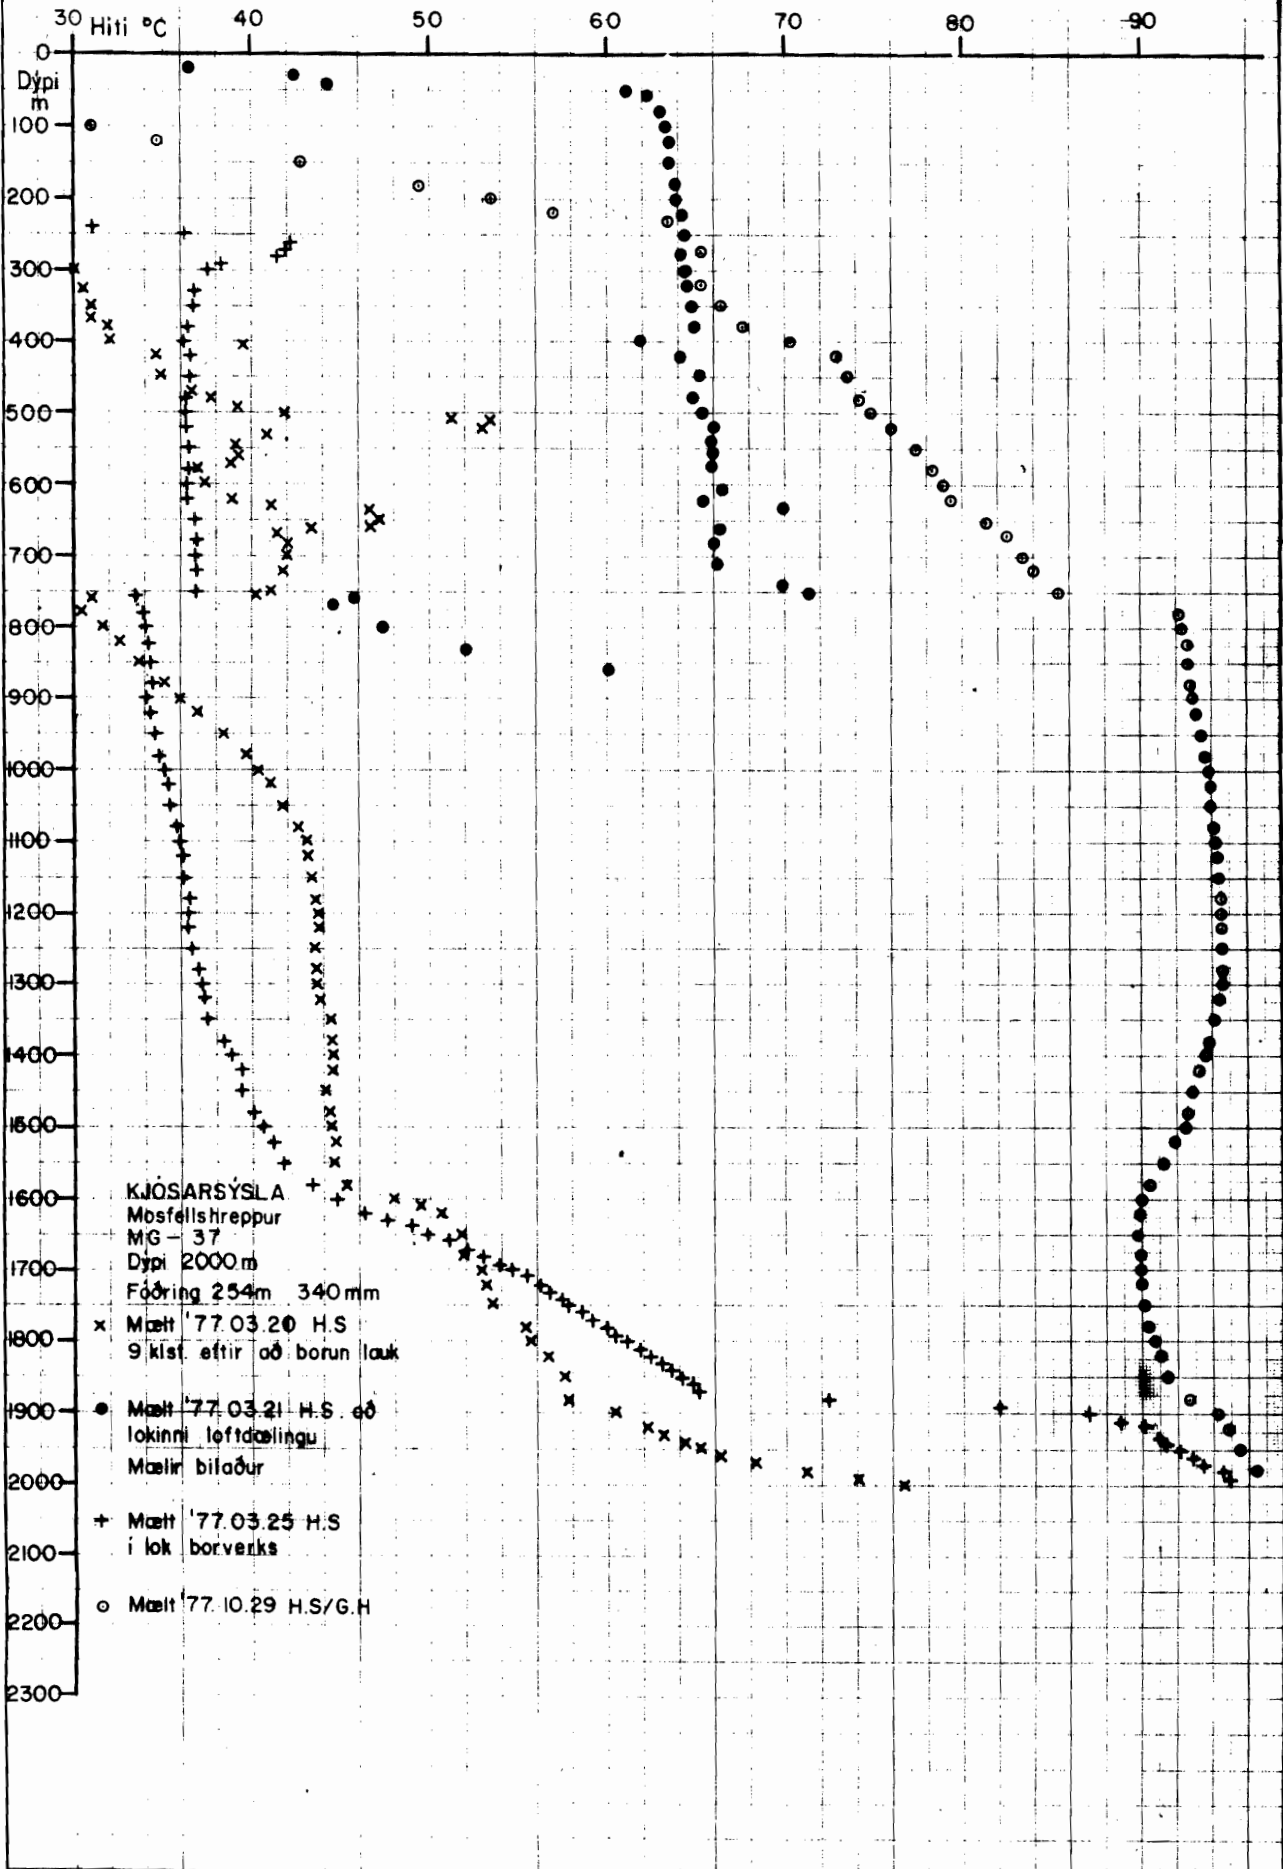 30 Hiti °C 40 50 60 70 80 90
0
Dýpi
m
100
200
300
400
500
600
700
800
900
1000
1100
1200
1300
1400
1500
1600
1700
1800
1900
2000
2100
2200
2300
KJÓSARSÝSLA
Mosfellshreppur
MG - 37
Dýpi 2000 m
Fóðring 254m 340mm
x Mælt '77.03.20 H.S
9 klst. eftir að borun lauk
● Mælt '77.03.21 H.S. að
lokinni loftdælingu
Mælir bilaður
+ Mælt '77.03.25 H.S
í lok borverks
⊙ Mælt '77.10.29 H.S/G.H